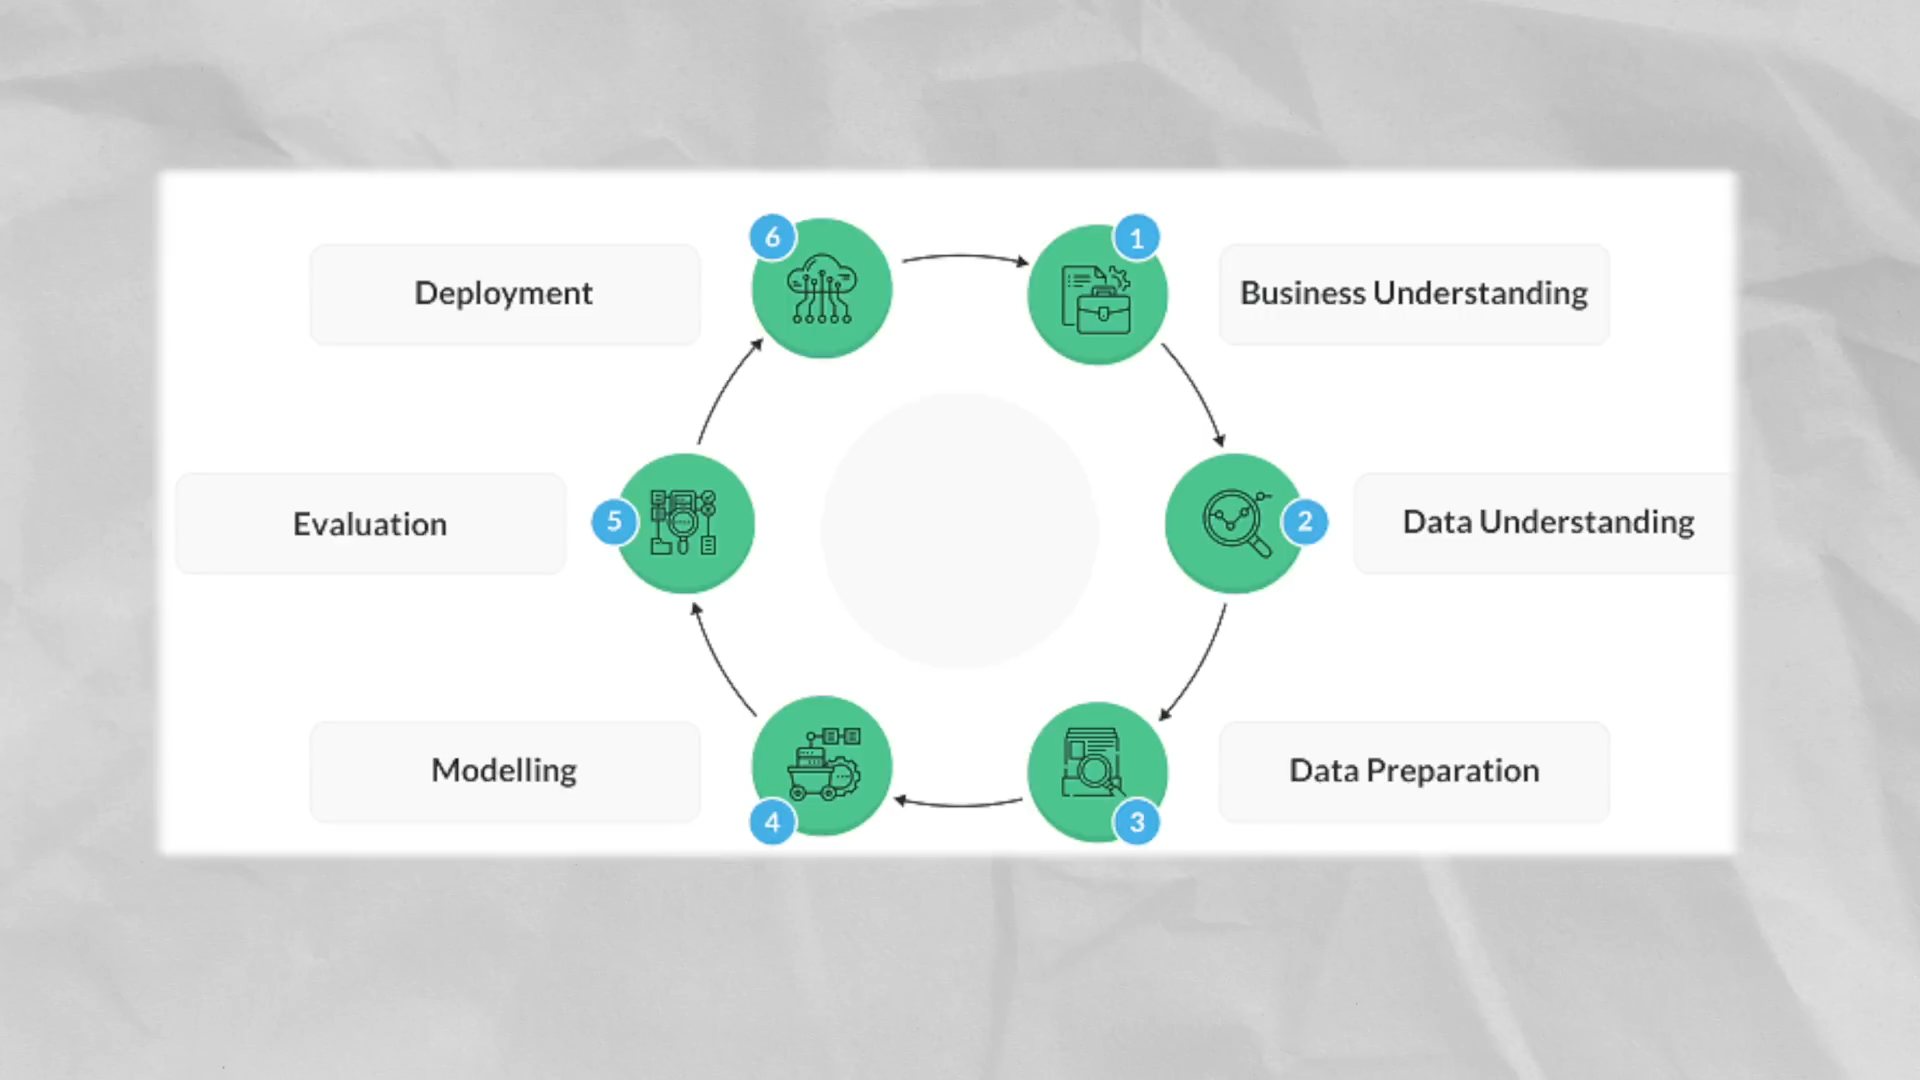 6
1
Deployment
Business Understanding
5
2
Evaluation
Data Understanding
Modelling
Data Preparation
4
3